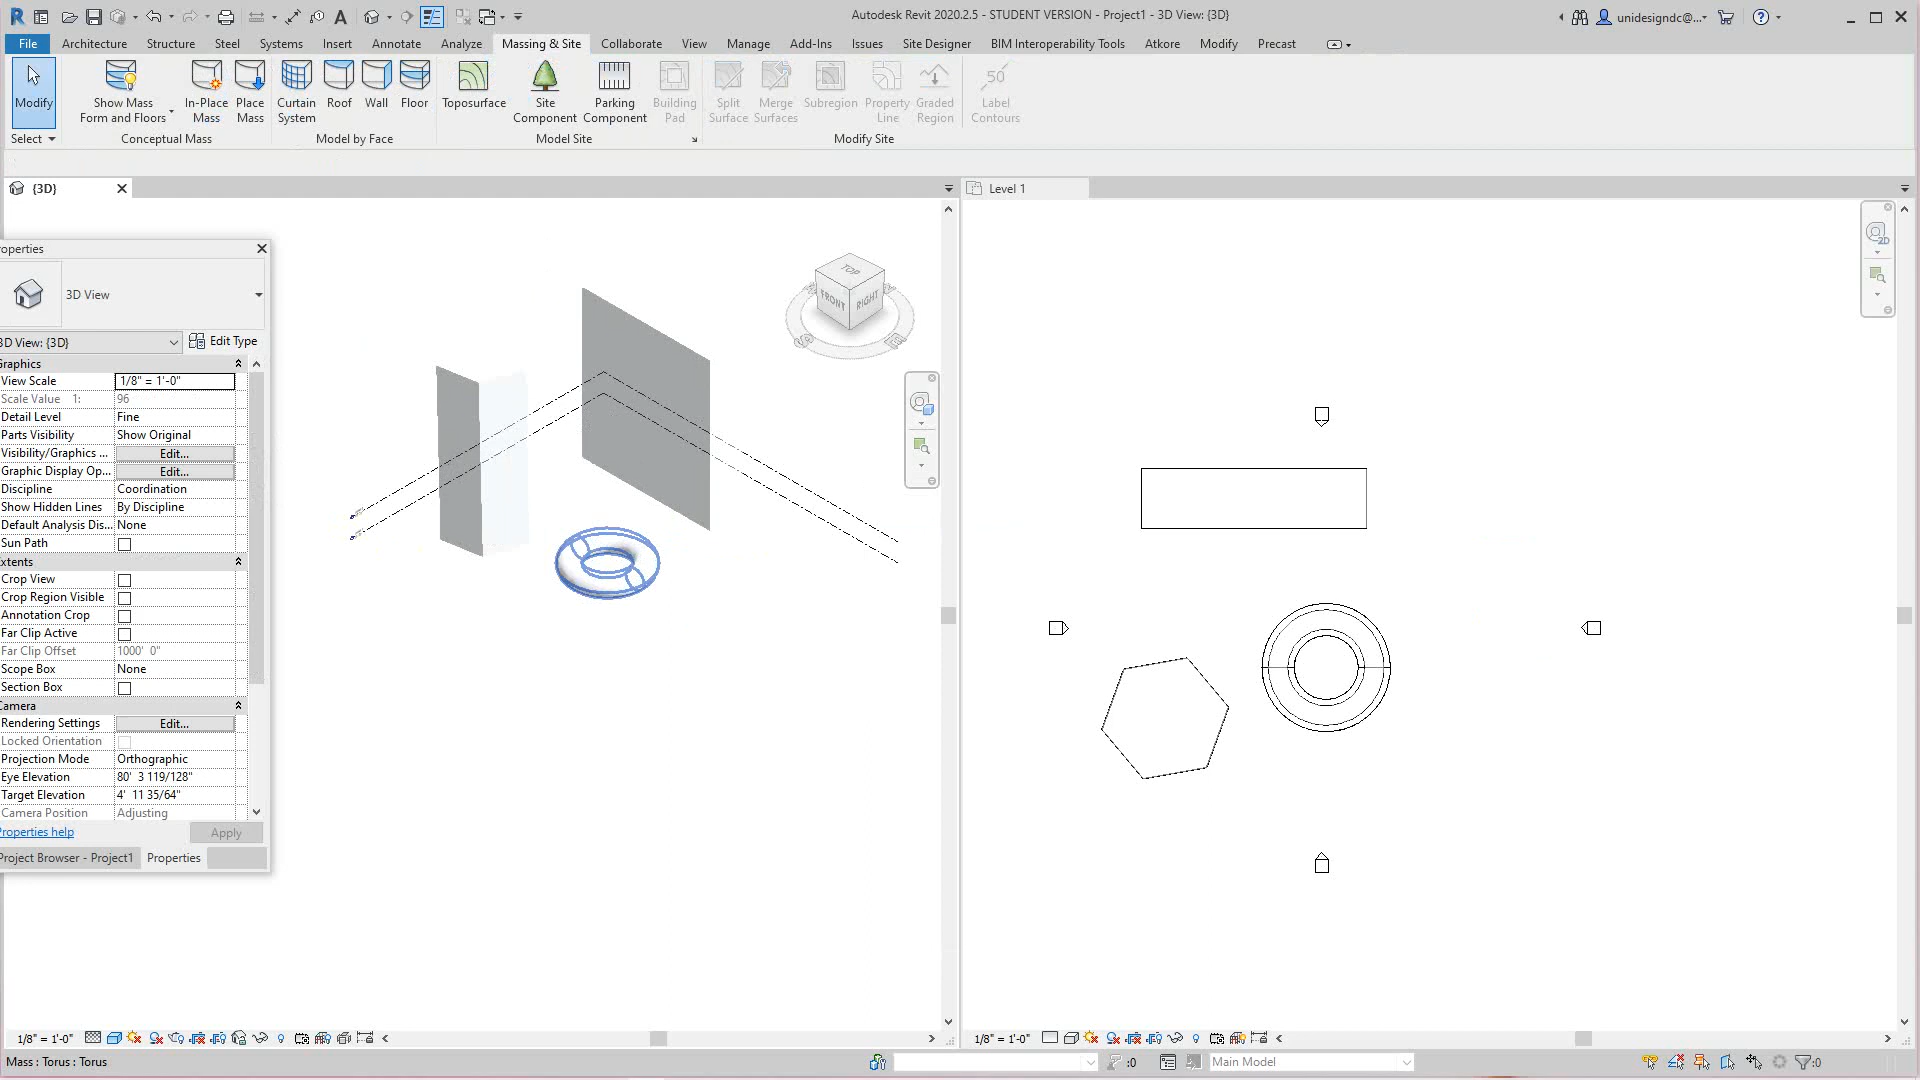 Autodesk Revit 2020.2.5 - STUDENT VERSION - Project1 - 3D View: {3D}
unidesigndc@...
File
Architecture
Structure
Steel
Systems
Insert
Annotate
Analyze
Massing & Site
Collaborate
View
Manage
Add-Ins
Issues
Site Designer
BIM Interoperability Tools
Atkore
Modify
Precast
Modify
Show Mass
Form and Floors
In-Place
Mass
Place
Mass
Curtain
System
Roof
Wall
Floor
Toposurface
Site
Component
Parking
Component
Building
Pad
Split
Surface
Merge
Surfaces
Subregion
Property
Line
Graded
Region
50
Label
Contours
Select
Conceptual Mass
Model by Face
Model Site
Modify Site
{3D}
Level 1
operties
3D View
3D View: {3D}
Edit Type
Graphics
View Scale
1/8" = 1'-0"
Scale Value 1:
96
Detail Level
Fine
Parts Visibility
Show Original
Visibility/Graphics ...
Edit...
Graphic Display Op...
Edit...
Discipline
Coordination
Show Hidden Lines
By Discipline
Default Analysis Dis...
None
Sun Path
xtents
Crop View
Crop Region Visible
Annotation Crop
Far Clip Active
Far Clip Offset
1000' 0"
Scope Box
None
Section Box
Camera
Rendering Settings
Edit...
Locked Orientation
Projection Mode
Orthographic
Eye Elevation
80' 3 119/128"
Target Elevation
4' 11 35/64"
Camera Position
Adjusting
Properties help
Apply
Project Browser - Project1
Properties
TOP
FRONT
RIGHT
2D
1/8" = 1'-0"
1/8" = 1'-0"
Mass : Torus : Torus
:0
Main Model
:0